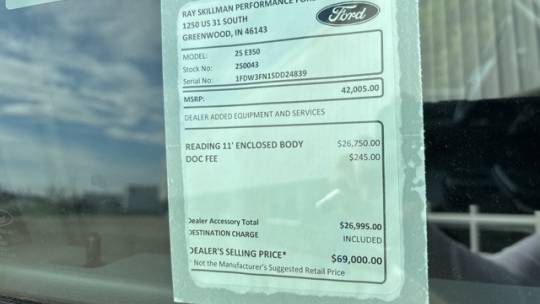 RAY SKILLMAN PERFORMANCE
1250 US 31 SOUTH
GREENWOOD, IN 46143
Ford
MODEL: 25 E350
Stock No: 250043
Serial No: 1FDW3FN15DD24839
MSRP: 42,005.00
DEALER ADDED EQUIPMENT AND SERVICES
READING 11' ENCLOSED BODY $26,750.00
DOC FEE $245.00
Dealer Accessory Total $26,995.00
DESTINATION CHARGE INCLUDED
DEALER'S SELLING PRICE* $69,000.00
* Not the Manufacturer's Suggested Retail Price